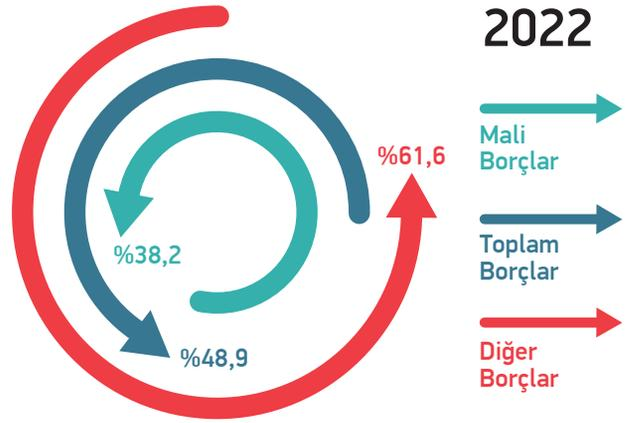 2022
%61,6
%38,2
%48,9
Mali
Borçlar
Toplam
Borçlar
Diğer
Borçlar